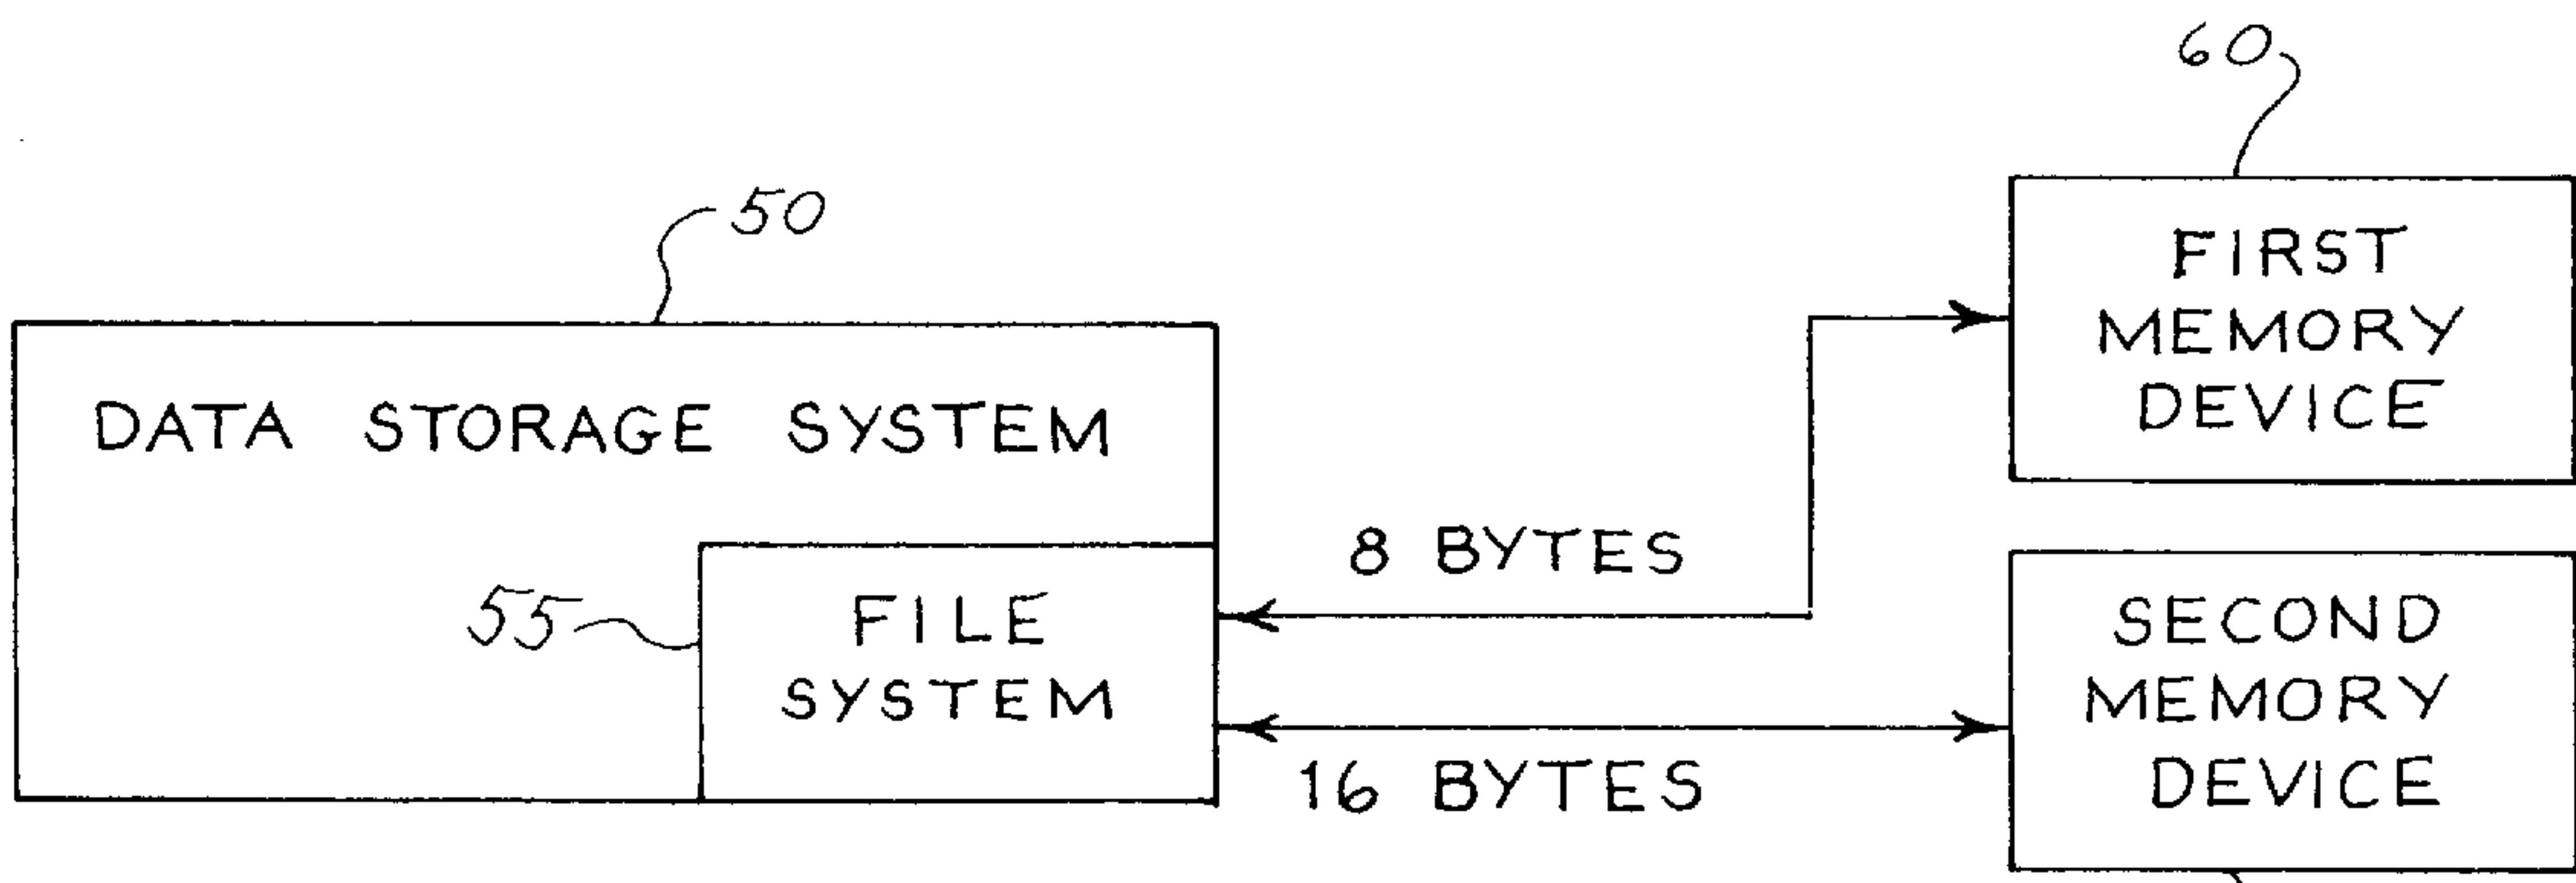 60
50
FIRST
MEMORY
DEVICE
DATA STORAGE SYSTEM
8 BYTES
55
FILE
SYSTEM
16 BYTES
SECOND
MEMORY
DEVICE